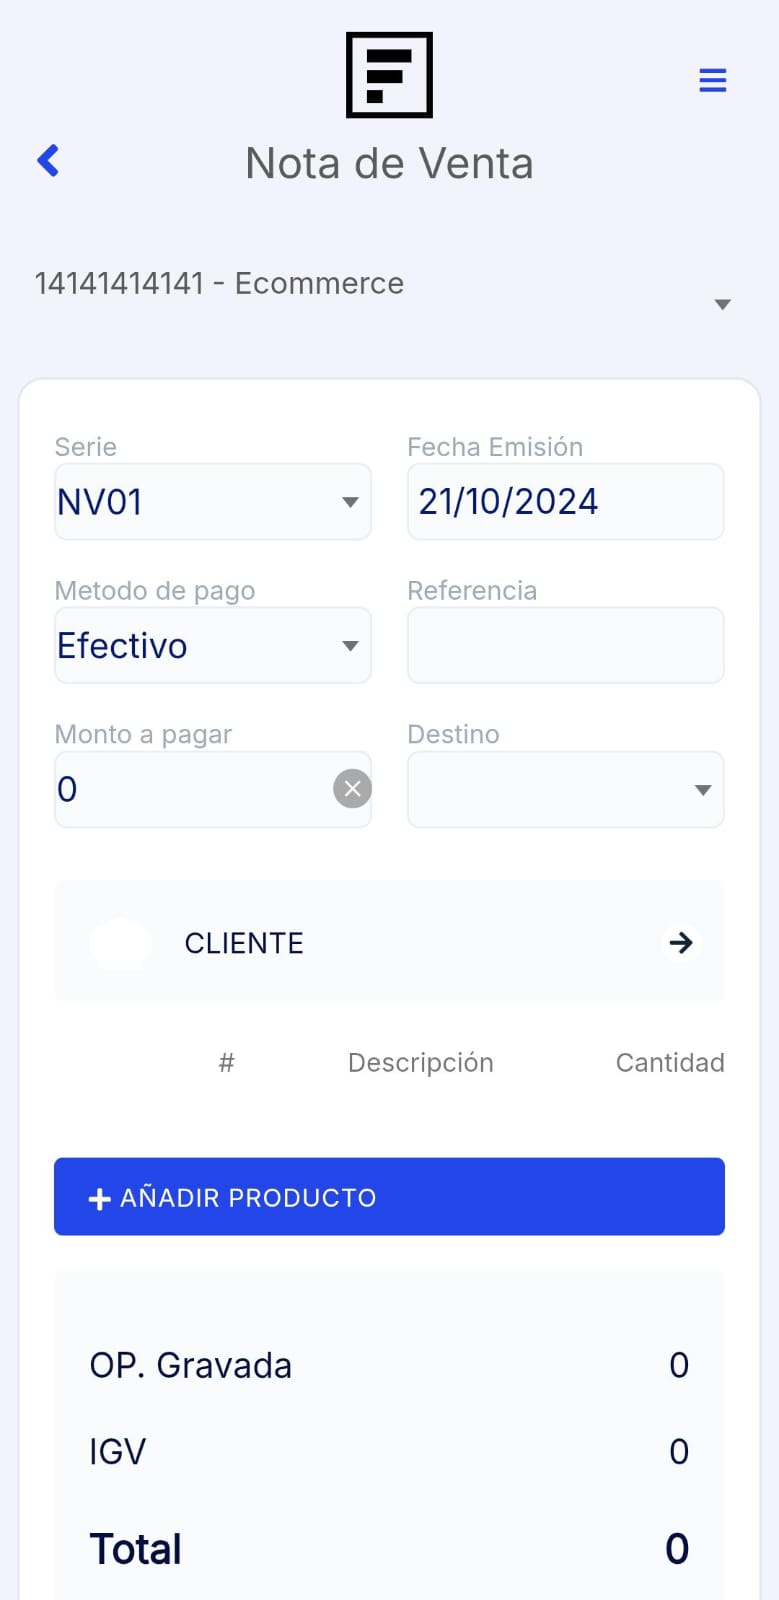 Nota de Venta
14141414141 - Ecommerce
Serie
Fecha Emisión
NV01
21/10/2024
Metodo de pago
Referencia
Efectivo
Monto a pagar
Destino
0
CLIENTE
# Descripción Cantidad
AÑADIR PRODUCTO
OP. Gravada 0
IGV 0
Total 0